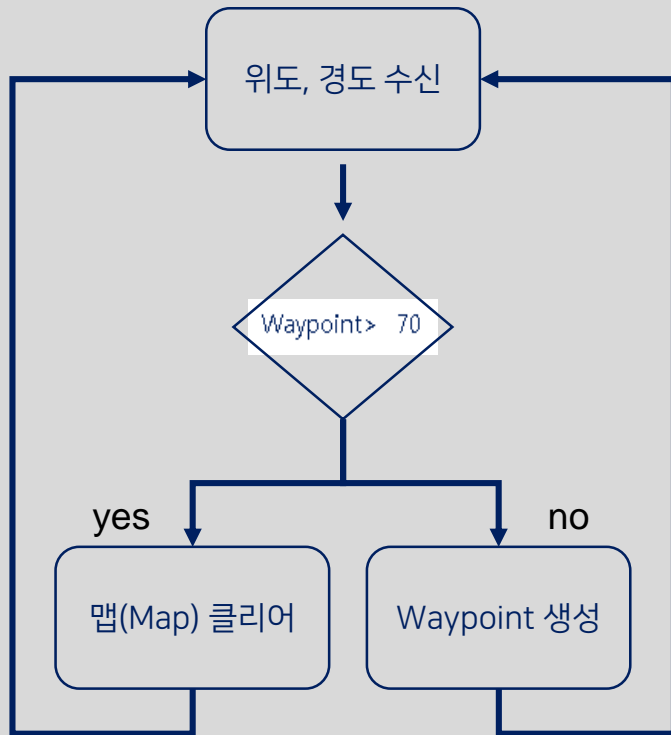 위도, 경도 수신
Waypoint> 70
yes
no
맵(Map) 클리어
Waypoint 생성